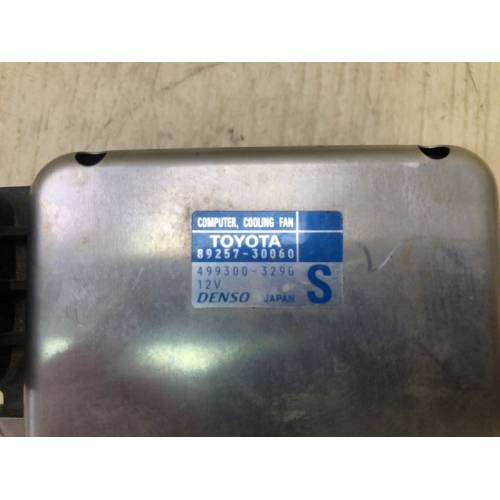 COMPUTER, COOLING FAN
TOYOTA
89257-30060
499300-3290
12V
DENSO JAPAN S